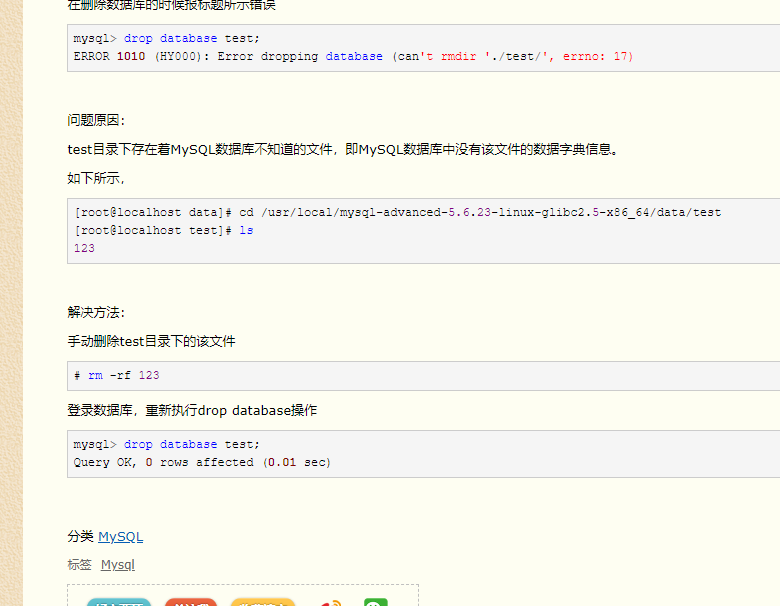 在删除数据库的时候报标题所示错误
mysql> drop database test;
ERROR 1010 (HY000): Error dropping database (can't rmdir './test/', errno: 17)
问题原因：
test目录下存在着MySQL数据库不知道的文件，即MySQL数据库中没有该文件的数据字典信息。
如下所示，
[root@localhost data]# cd /usr/local/mysql-advanced-5.6.23-linux-glibc2.5-x86_64/data/test
[root@localhost test]# ls
123
解决方法：
手动删除test目录下的该文件
# rm -rf 123
登录数据库，重新执行drop database操作
mysql> drop database test;
Query OK, 0 rows affected (0.01 sec)
分类 MySQL
标签 Mysql